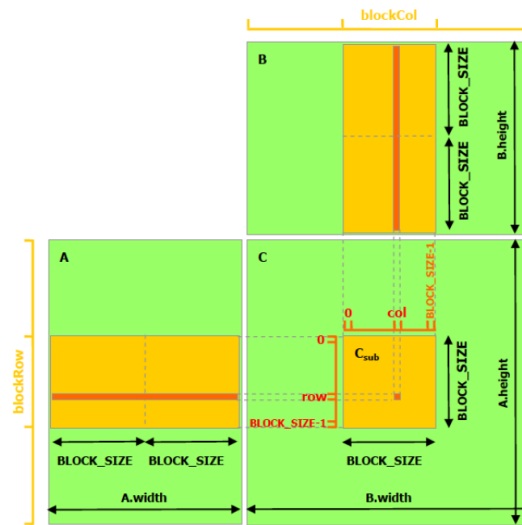 blockCol
B
BLOCK_SIZE
BLOCK_SIZE
B.height
A
C
BLOCK_SIZE-1
0
col
blockRow
0
Csub
BLOCK_SIZE
A.height
row
BLOCK_SIZE-1
BLOCK_SIZE
BLOCK_SIZE
BLOCK_SIZE
A.width
B.width